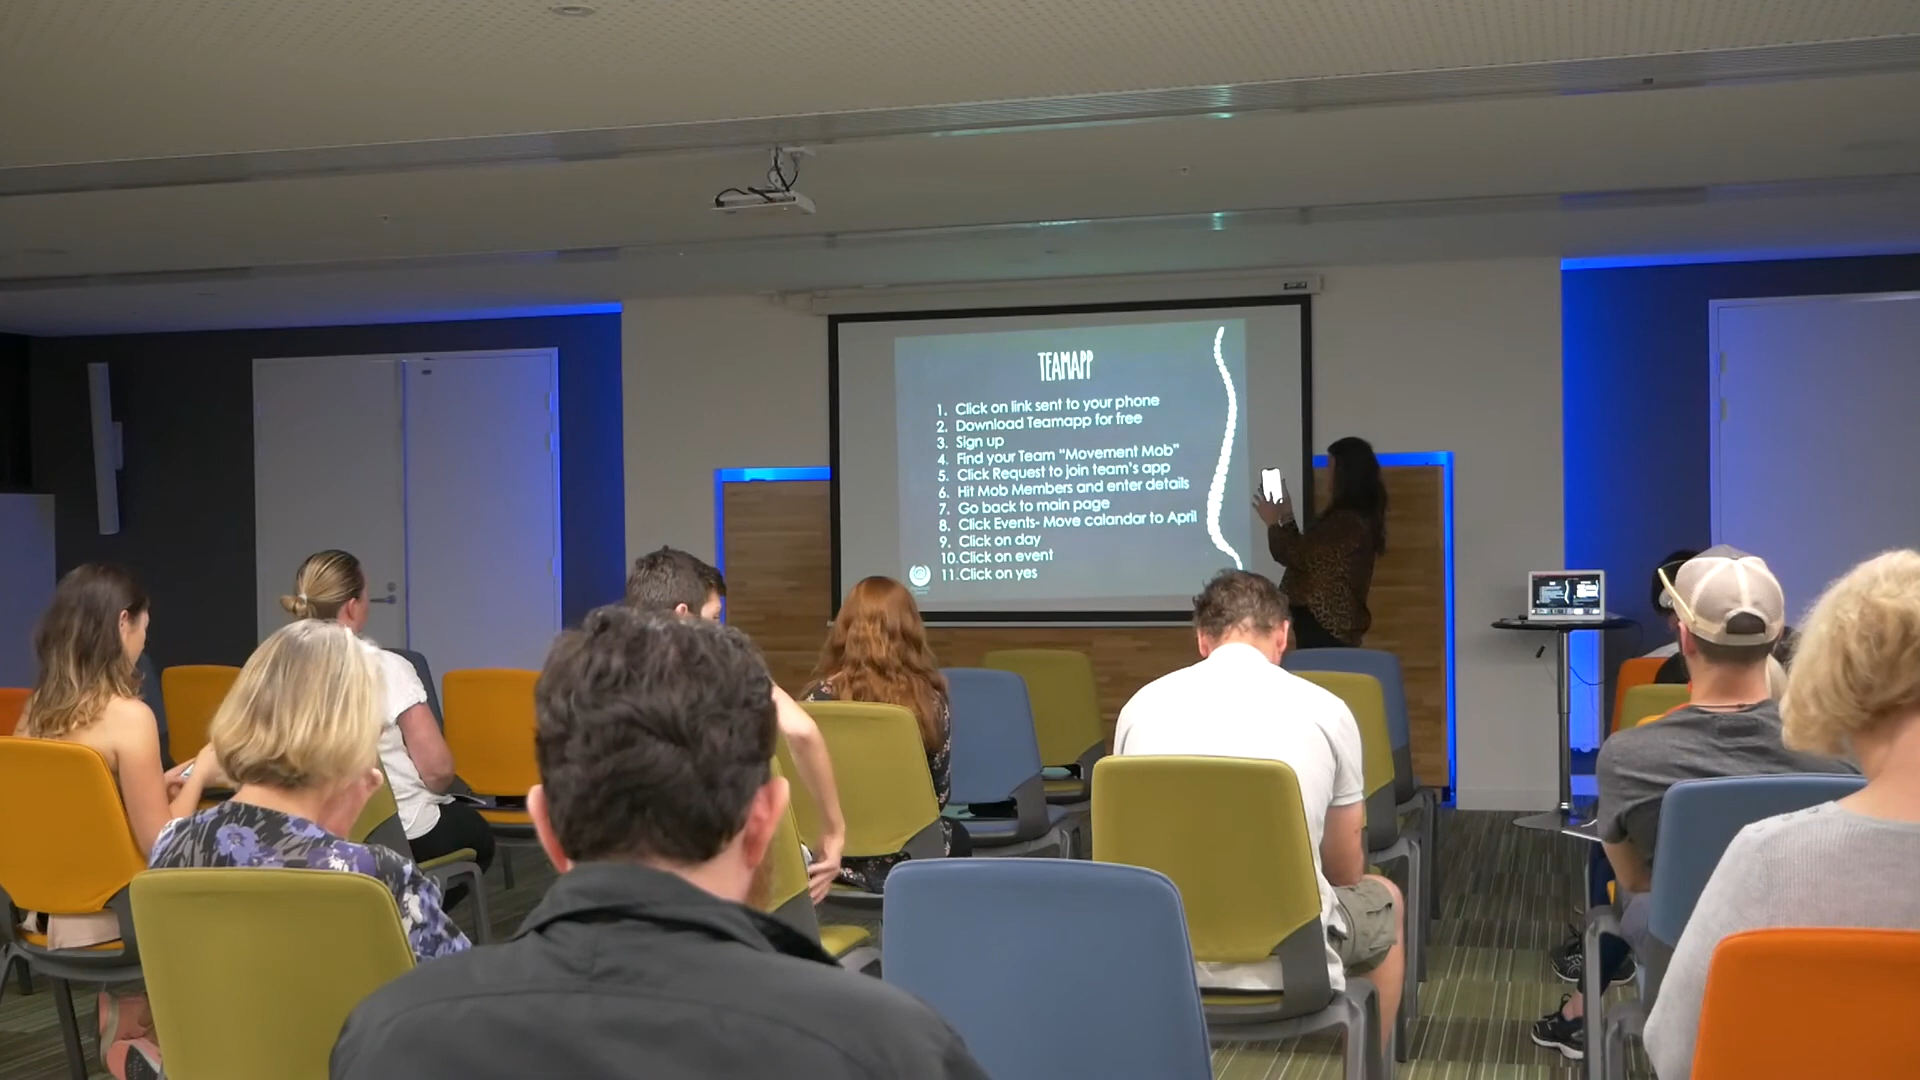 TEAMAPP
1. Click on link sent to your phone
2. Download Teamapp for free
3. Sign up
4. Find your Team “Movement Mob”
5. Click Request to join team’s app
6. Hit Mob Members and enter details
7. Go back to main page
8. Click Events- Move calandar to April
9. Click on day
10. Click on event
11. Click on yes